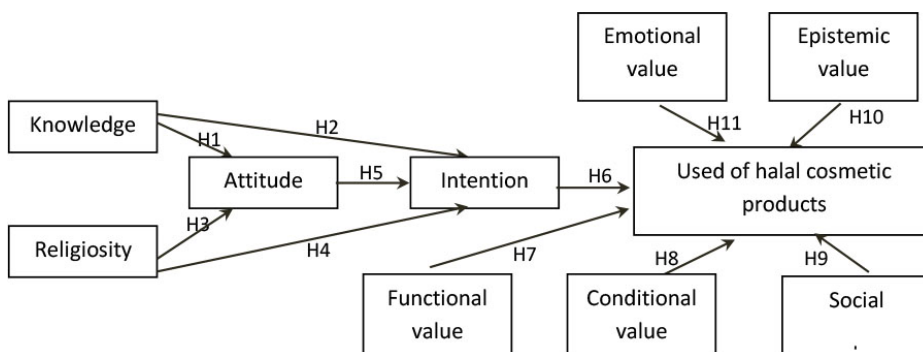 Emotional
value
Epistemic
value
Knowledge
H1
H2
H11
H10
Attitude
H5
Intention
H6
Used of halal cosmetic
products
Religiosity
H3
H4
H7
H8
H9
Functional
value
Conditional
value
Social